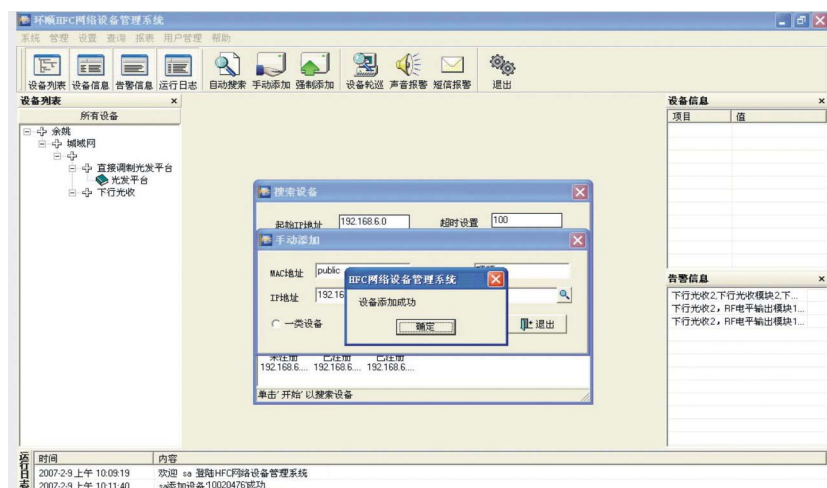 环顺HFC网络设备管理系统
系统 管理 设置 查询 报表 用户管理 帮助
设备列表 设备信息 告警信息 运行日志 自动搜索 手动添加 强制添加 设备轮巡 声音报警 短信报警 退出
设备列表 ×
所有设备
余姚
城域网
直接调制光发平台
光发平台
下行光收
搜索设备
起始IP地址 192.168.6.0 超时设置 100
手动添加
MAC地址 public
IP地址 192.16
一类设备 退出
HFC网络设备管理系统
设备添加成功
确定
未注册 已注册 已注册
192.168.6.... 192.168.6.... 192.168.6....
单击'开始'以搜索设备
设备信息 ×
项目 值
告警信息 ×
下行光收2,下行光收模块2,下...
下行光收2，RF电平输出模块1...
下行光收2，RF电平输出模块1...
运行日志
时间 内容
2007-2-9 上午 10:09:19 欢迎 sa 登陆HFC网络设备管理系统
2007-2-9 上午 10:11:40 sa添加设备'10020476'成功